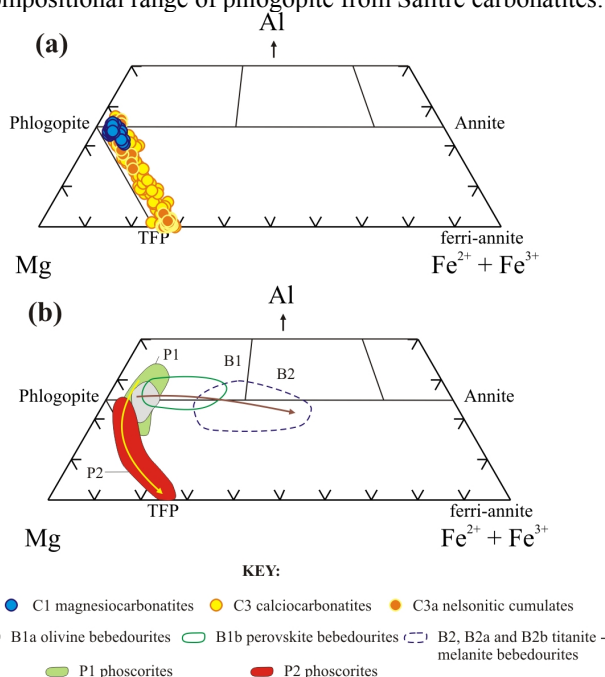 compositional range of phlogopite from Salitre carbonatites.
(a)
Al
Phlogopite
Annite
TFP
ferri-annite
Mg
Fe2+ + Fe3+
Al
(b)
P1
B1
B2
Phlogopite
Annite
P2
TFP
ferri-annite
Mg
Fe2+ + Fe3+
KEY:
C1 magnesiocarbonatites C3 calciocarbonatites C3a nelsonitic cumulates
B1a olivine bebedourites B1b perovskite bebedourites B2, B2a and B2b titanite -
melanite bebedourites
P1 phoscorites P2 phoscorites